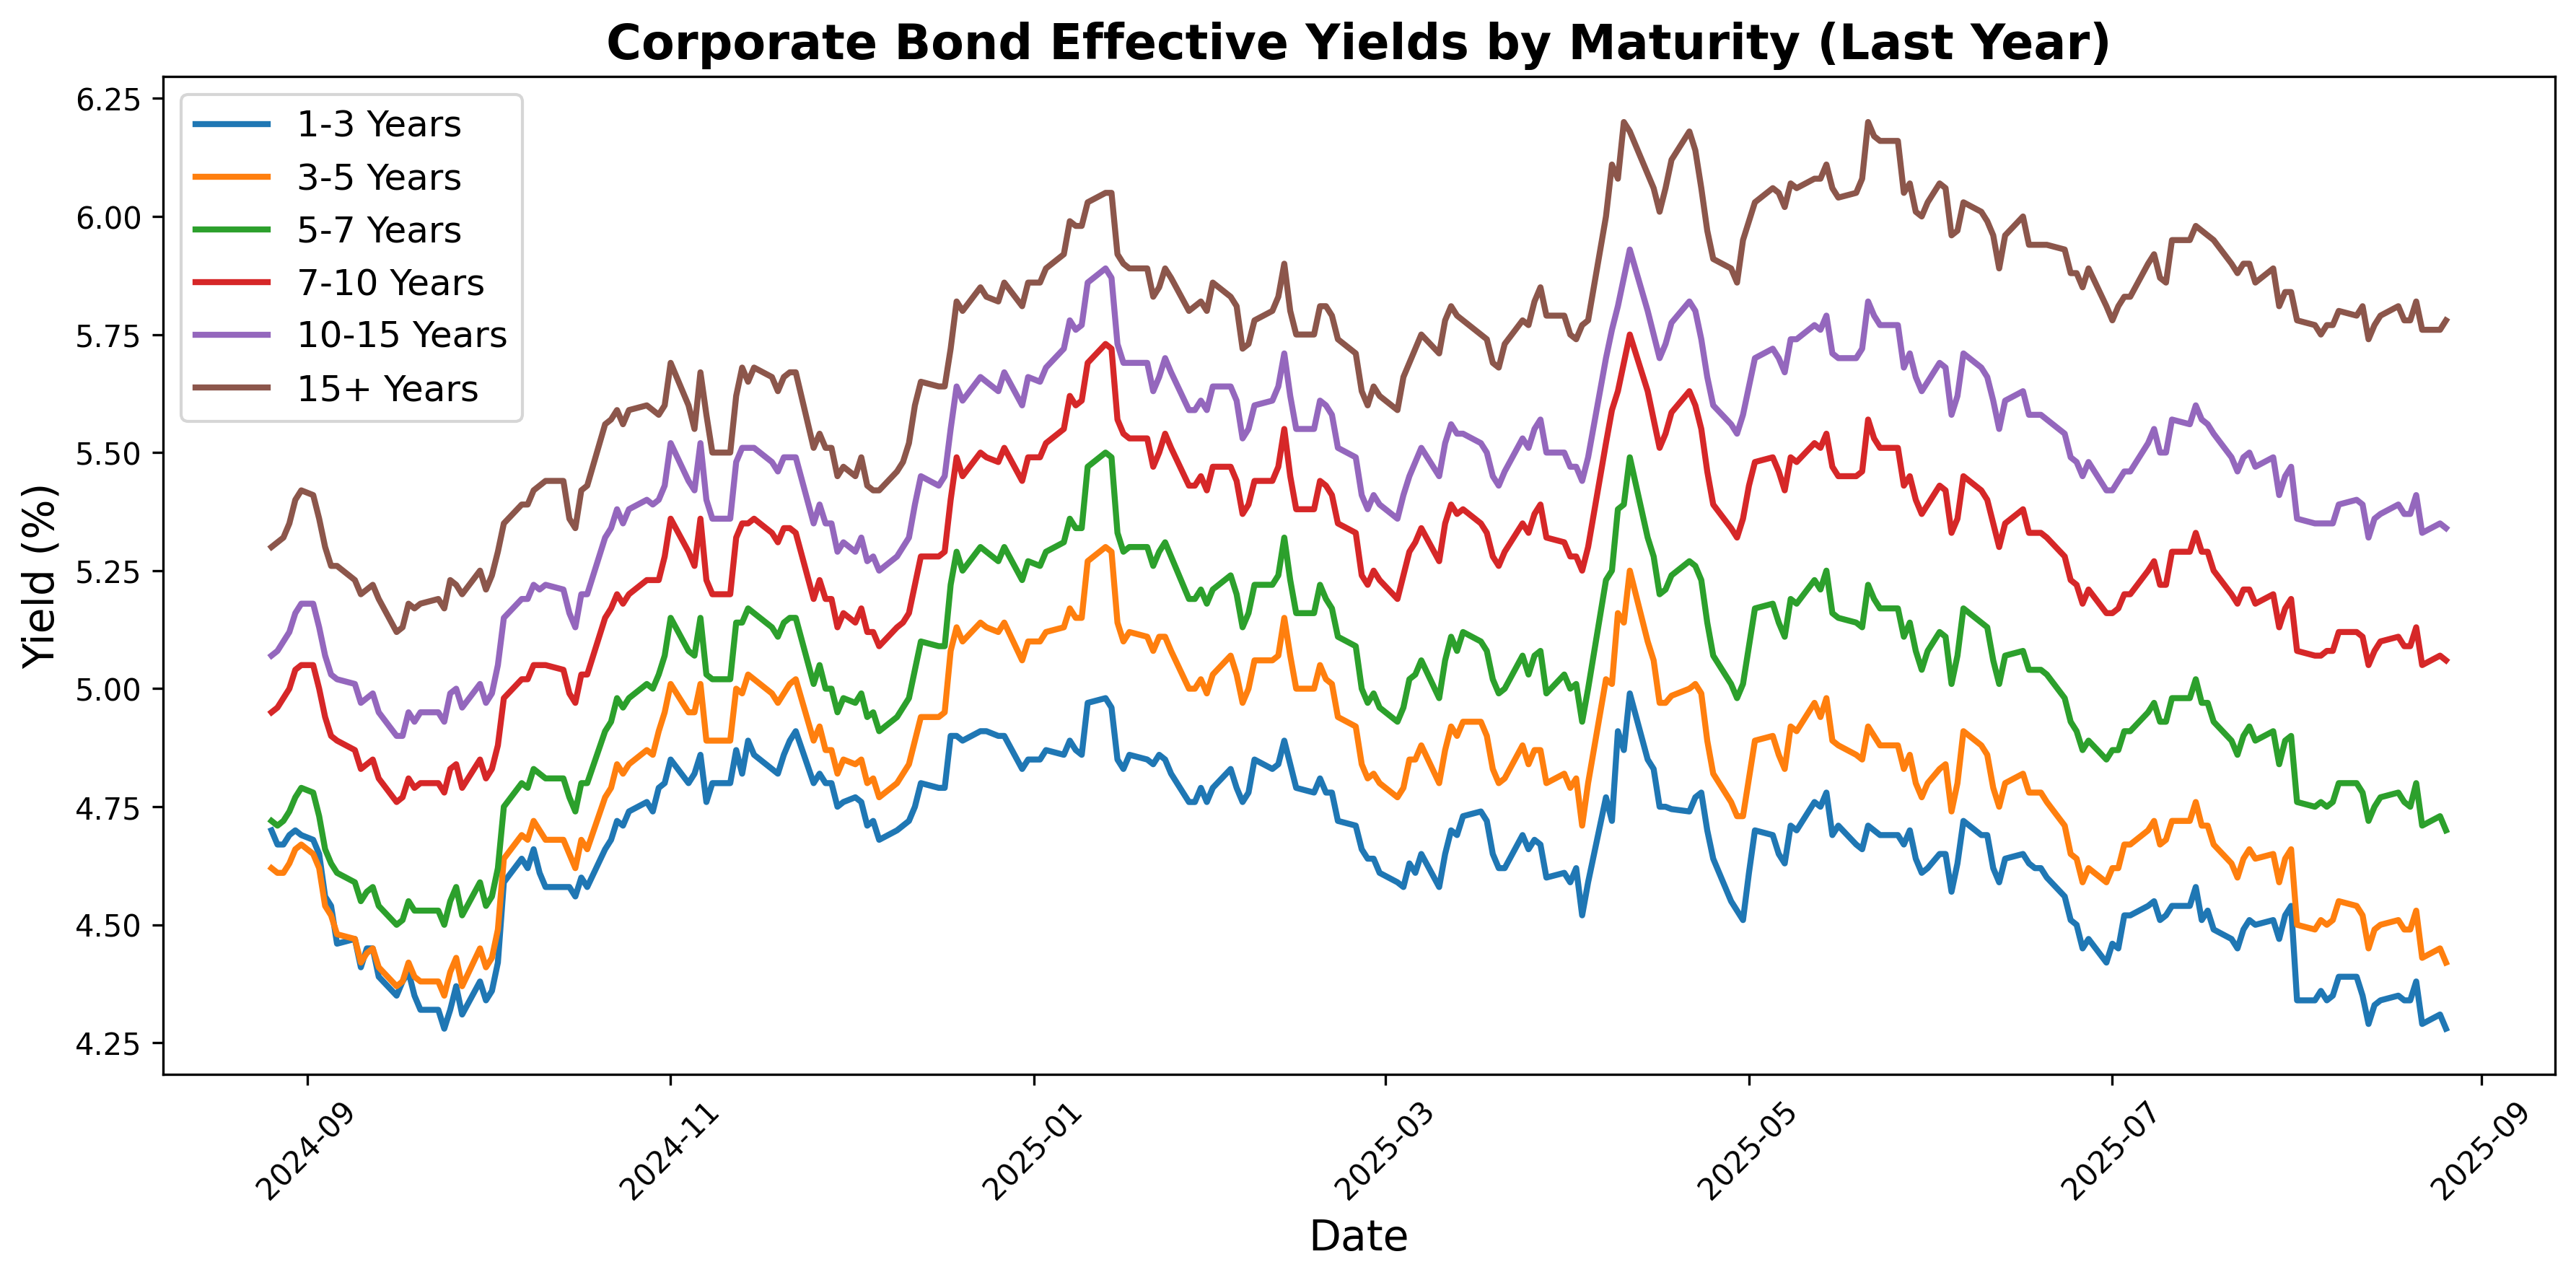 Corporate Bond Effective Yields by Maturity (Last Year)
6.25
6.00
5.75
5.50
5.25
5.00
4.75
4.50
4.25
Yield (%)
1-3 Years
3-5 Years
5-7 Years
7-10 Years
10-15 Years
15+ Years
2024-09
2024-11
2025-01
2025-03
2025-05
2025-07
2025-09
Date